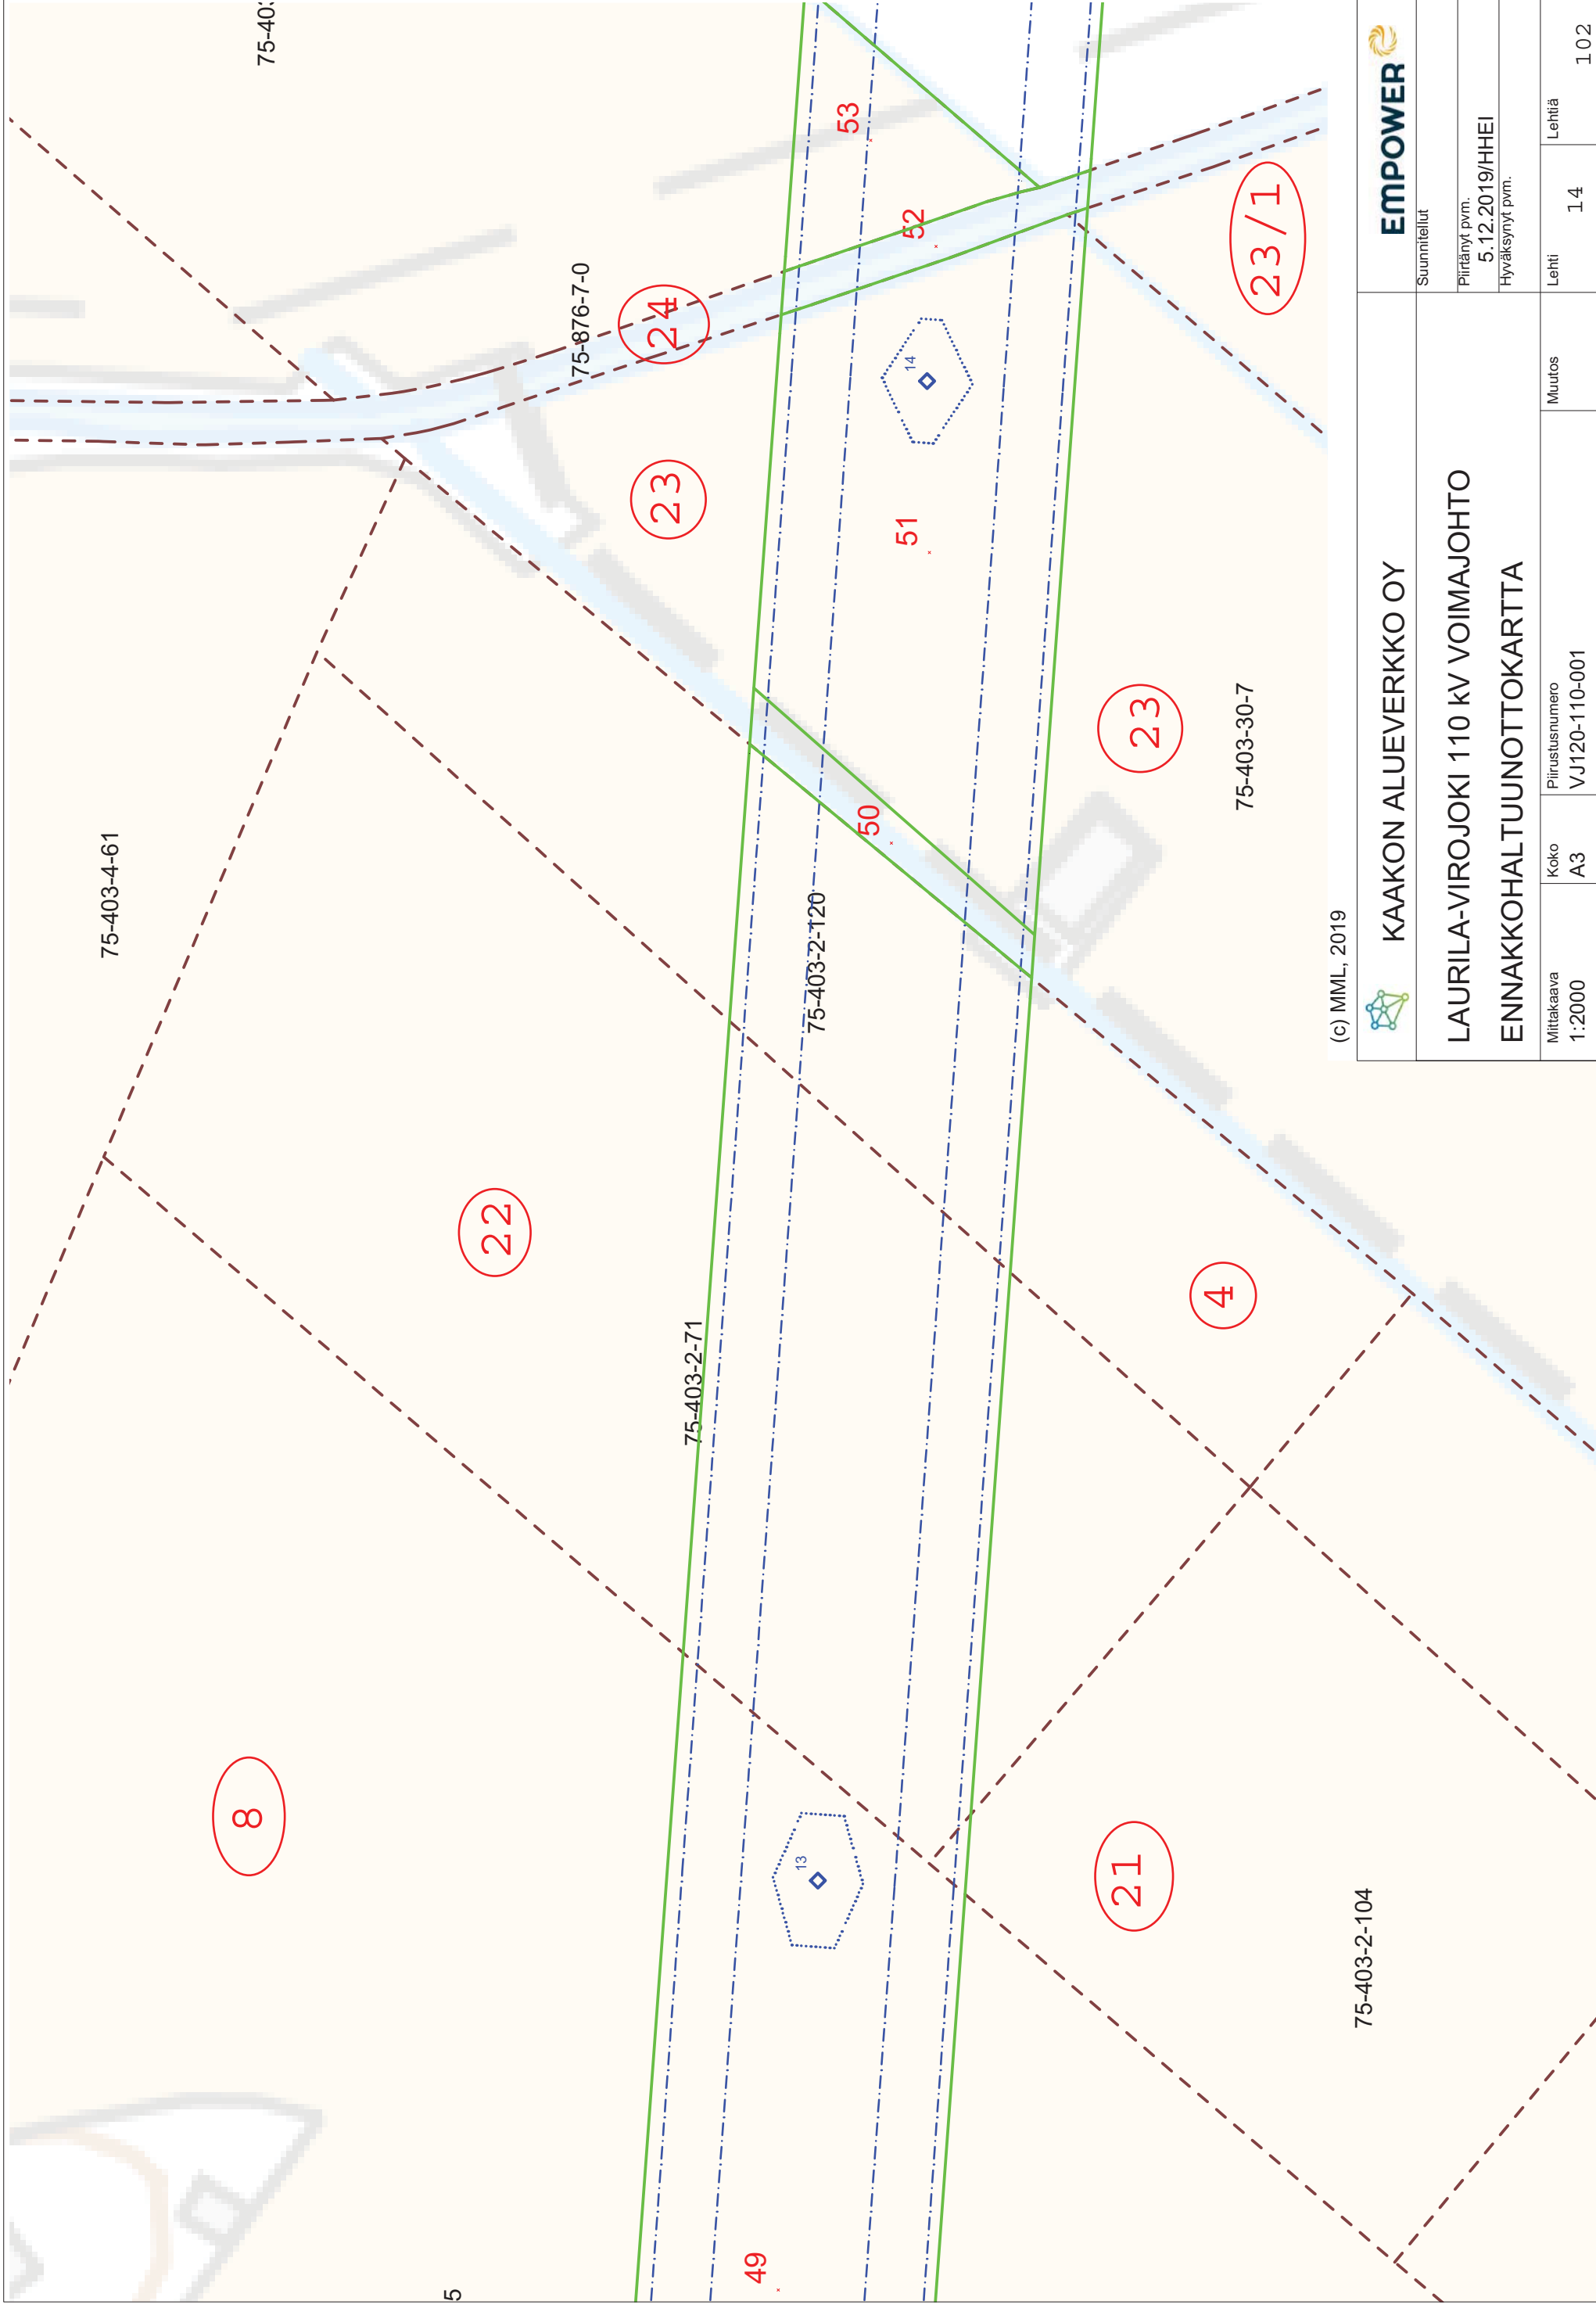 75-403
53
52
75-876-7-0
24
23/1
14
23
51
75-403-30-7
23
75-403-4-61
50
75-403-2-120
22
75-403-2-71
4
8
13
21
75-403-2-104
49
5
(c) MML, 2019
KAAKON ALUEVERKKO OY
EMPOWER
LAURILA-VIROJOKI 110 kV VOIMAJOHTO
ENNAKKOHALTUUNOTTOKARTTA
Suunnitellut
Piirtänyt pvm.
5.12.2019/HHEI
Hyväksynyt pvm.
Mittakaava
1:2000
Koko
A3
Piirustusnumero
VJ120-110-001
Muutos
Lehti
14
Lehtiä
102